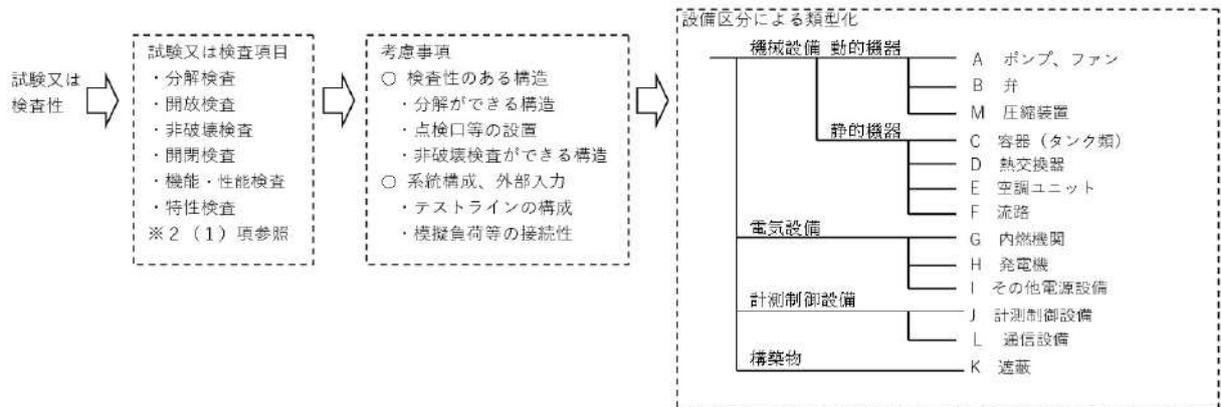 試験又は
検査性
試験又は検査項目
・分解検査
・開放検査
・非破壊検査
・開閉検査
・機能・性能検査
・特性検査
※2（1）項参照
考慮事項
○ 検査性のある構造
・分解ができる構造
・点検口等の設置
・非破壊検査ができる構造
○ 系統構成、外部入力
・テストラインの構成
・模擬負荷等の接続性
設備区分による類型化
機械設備 動的機器
A ポンプ、ファン
B 弁
M 圧縮装置
静的機器
C 容器（タンク類）
D 熱交換器
E 空調ユニット
F 流路
電気設備
G 内燃機関
H 発電機
I その他電源設備
計測制御設備
J 計測制御設備
L 通信設備
構築物
K 遮蔽